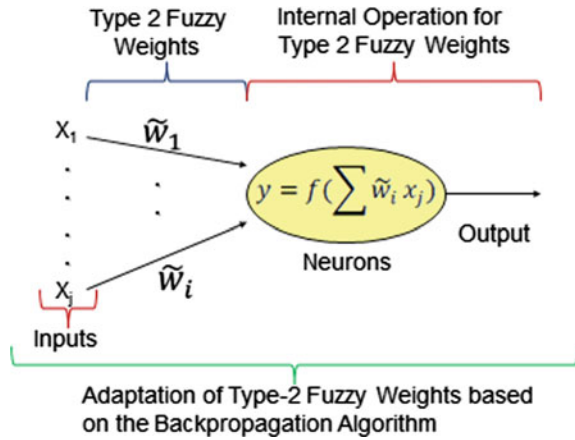 Type 2 Fuzzy
Weights
Internal Operation for
Type 2 Fuzzy Weights
X₁
w̃₁
y = f(∑ w̃ᵢ xⱼ)
Output
Neurons
w̃ᵢ
Xⱼ
Inputs
Adaptation of Type-2 Fuzzy Weights based
on the Backpropagation Algorithm